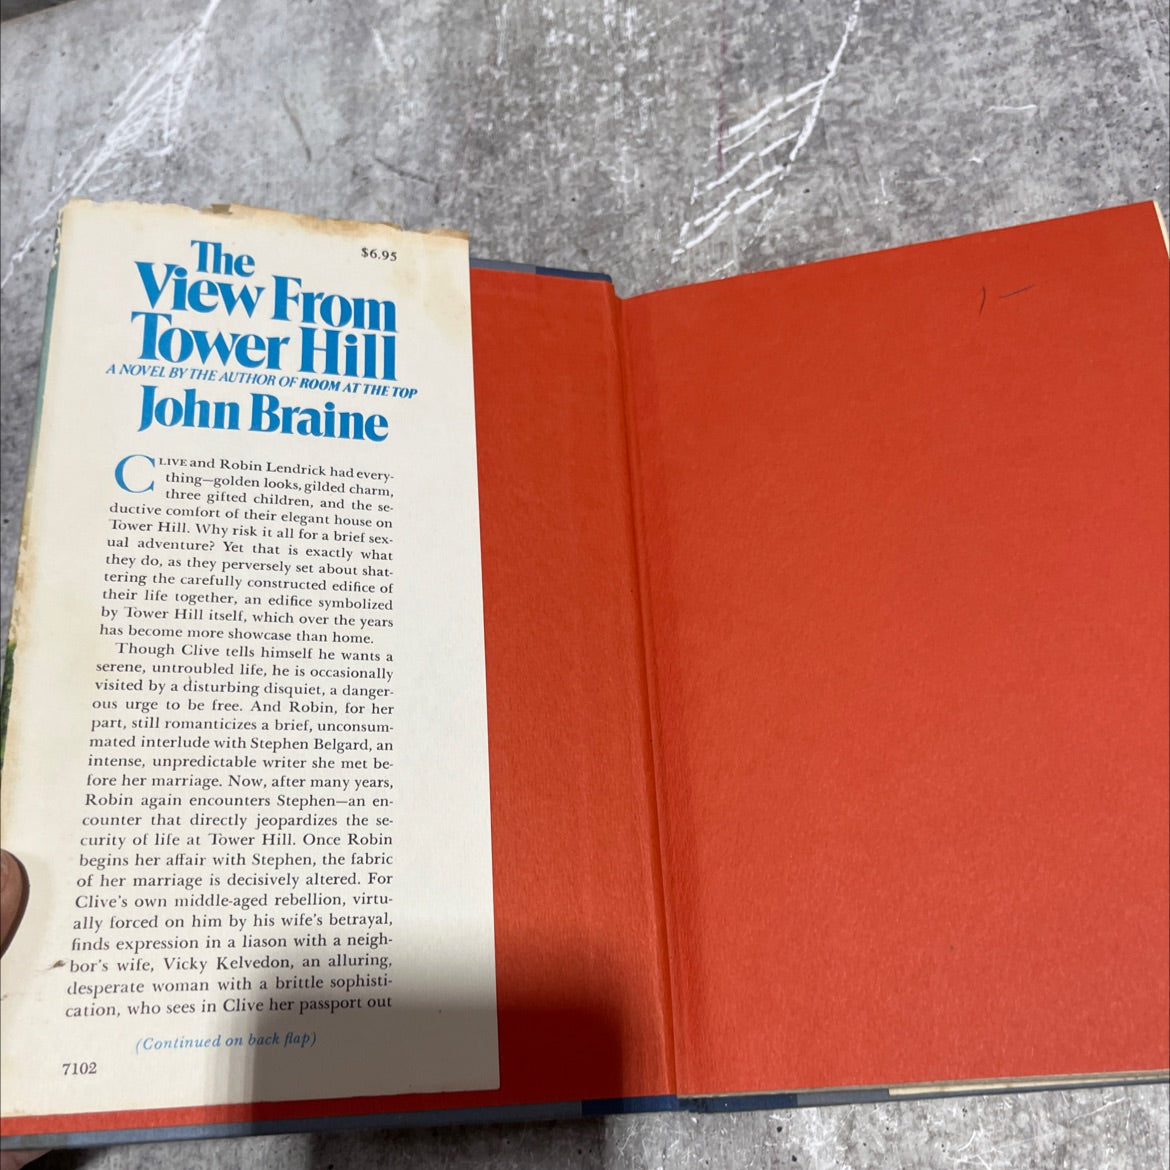 $6.95
The
View From
Tower Hill
A NOVEL BY THE AUTHOR OF ROOM AT THE TOP
John Braine
CLIVE and Robin Lendrick had every-
thing—golden looks, gilded charm,
three gifted children, and the se-
ductive comfort of their elegant house on
Tower Hill. Why risk it all for a brief sex-
ual adventure? Yet that is exactly what
they do, as they perversely set about shat-
tering the carefully constructed edifice of
their life together, an edifice symbolized
by Tower Hill itself, which over the years
has become more showcase than home.
Though Clive tells himself he wants a
serene, untroubled life, he is occasionally
visited by a disturbing disquiet, a danger-
ous urge to be free. And Robin, for her
part, still romanticizes a brief, unconsum-
mated interlude with Stephen Belgard, an
intense, unpredictable writer she met be-
fore her marriage. Now, after many years,
Robin again encounters Stephen—an en-
counter that directly jeopardizes the se-
curity of life at Tower Hill. Once Robin
begins her affair with Stephen, the fabric
of her marriage is decisively altered. For
Clive's own middle-aged rebellion, virtu-
ally forced on him by his wife's betrayal,
finds expression in a liason with a neigh-
bor's wife, Vicky Kelvedon, an alluring,
desperate woman with a brittle sophisti-
cation, who sees in Clive her passport out
(Continued on back flap)
7102
1 —